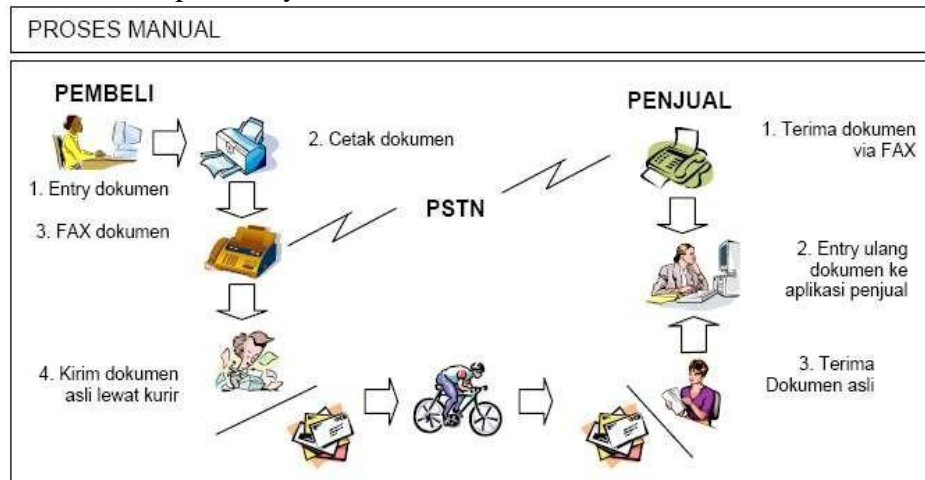 PROSES MANUAL
PEMBELI
1. Entry dokumen
2. Cetak dokumen
3. FAX dokumen
4. Kirim dokumen
asli lewat kurir
PSTN
PENJUAL
1. Terima dokumen
via FAX
2. Entry ulang
dokumen ke
aplikasi penjual
3. Terima
Dokumen asli